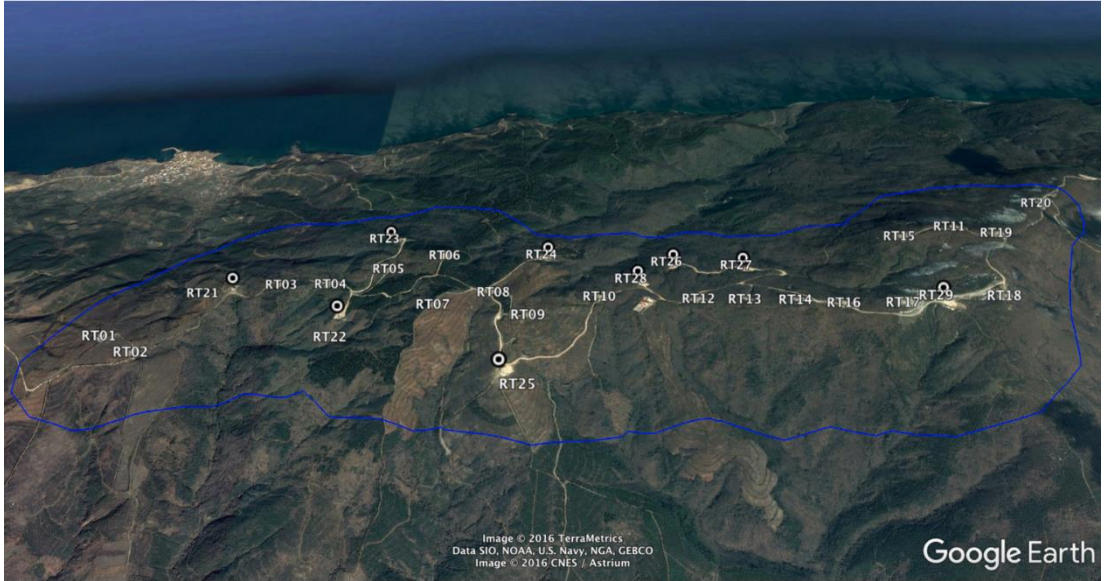 RT20
RT11
RT15
RT19
RT23
RT06
RT24
RT26
RT27
RT05
RT28
RT21
RT03
RT04
RT08
RT10
RT12
RT13
RT14
RT16
RT17
RT29
RT18
RT07
RT09
RT01
RT22
RT02
RT25
Image © 2016 TerraMetrics
Data SIO, NOAA, U.S. Navy, NGA, GEBCO
Image © 2016 CNES / Astrium
Google Earth